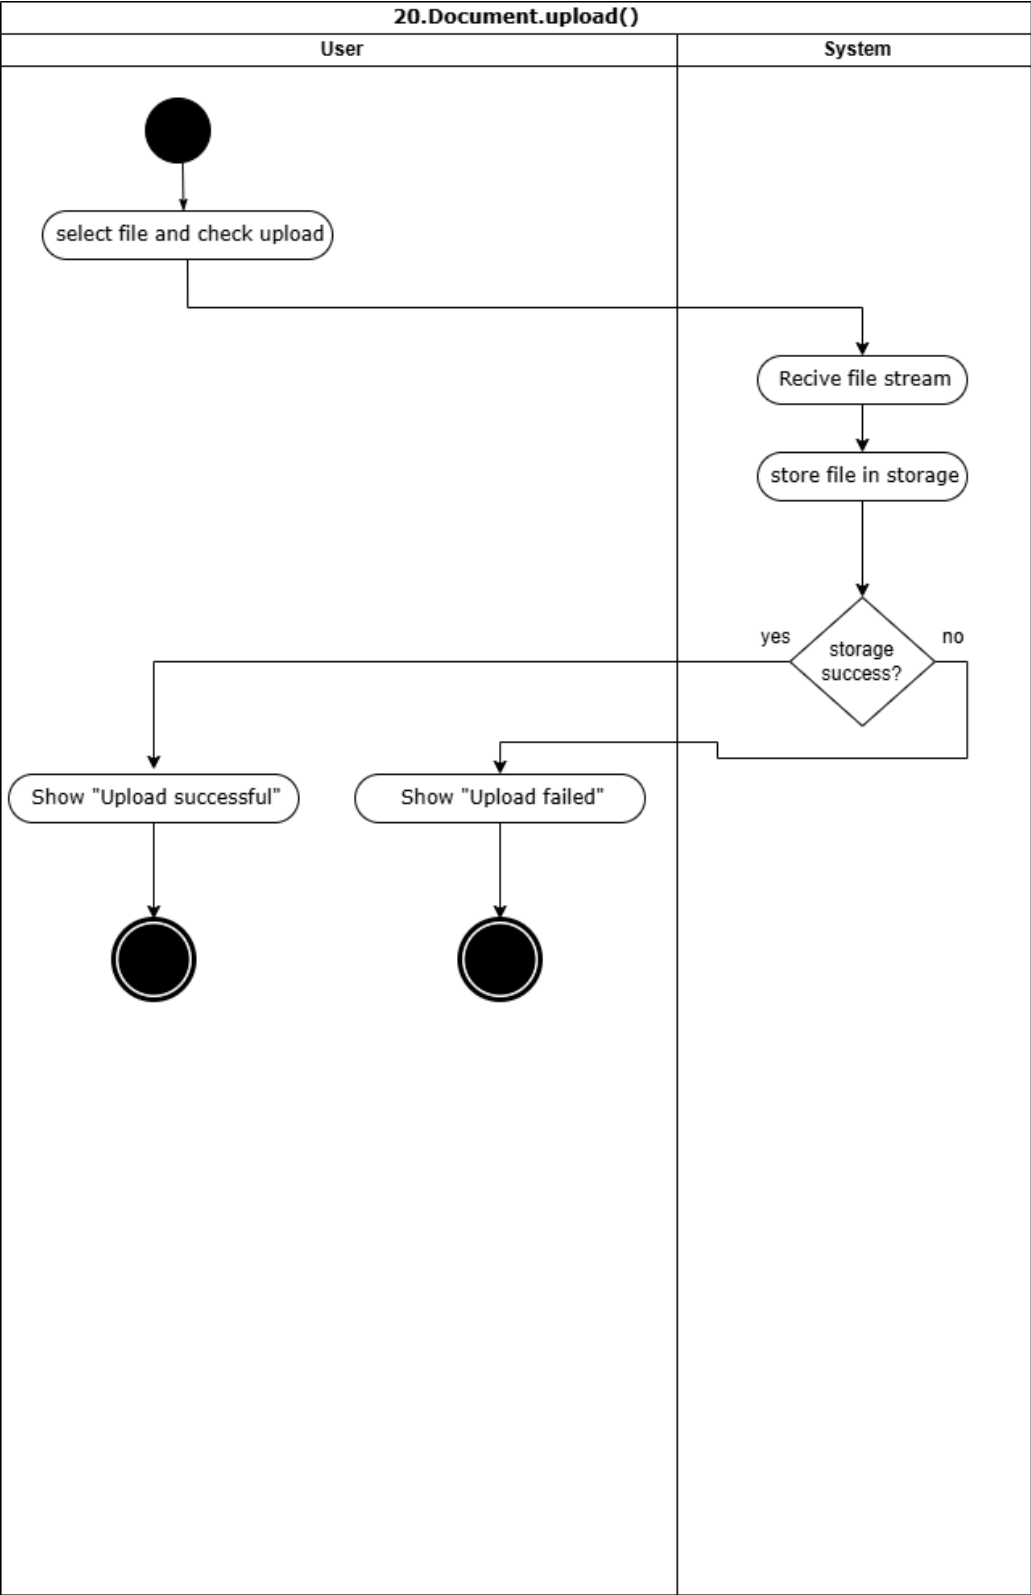 20.Document.upload()
User
System
select file and check upload
Recive file stream
store file in storage
yes
no
storage
success?
Show "Upload successful"
Show "Upload failed"